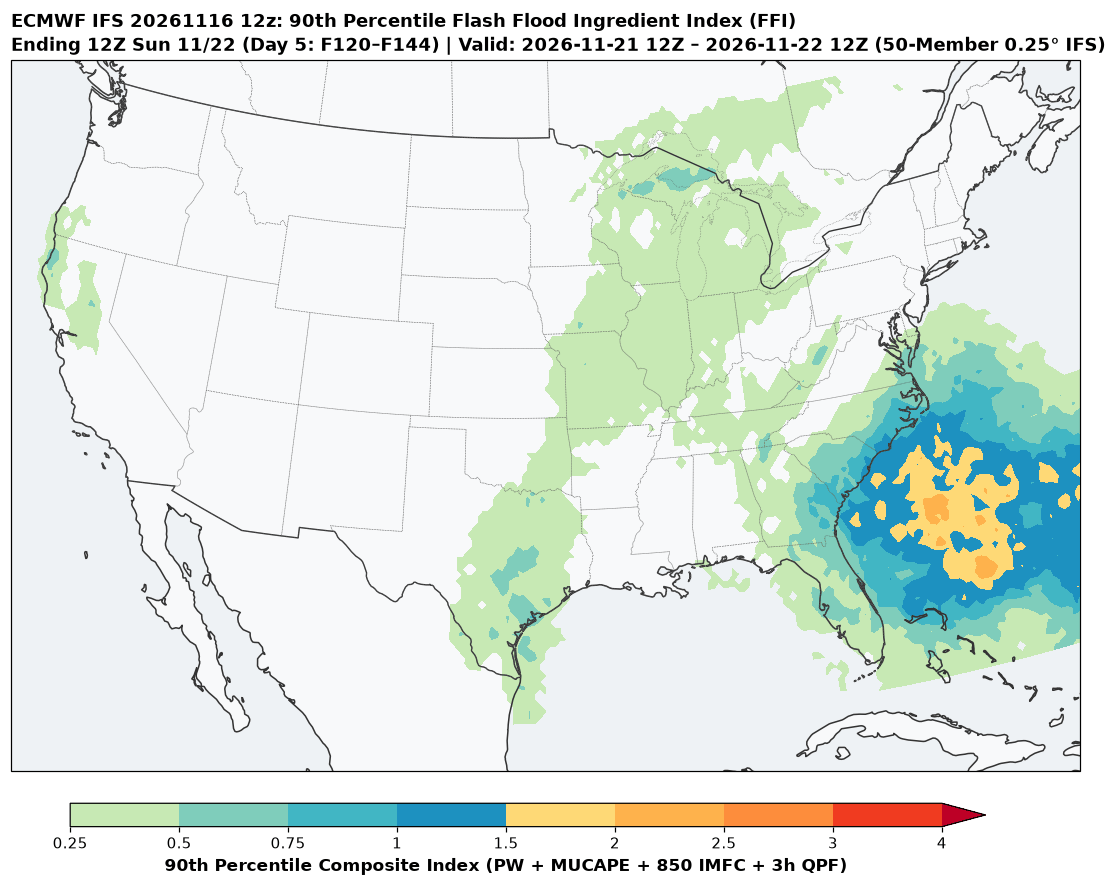 ECMWF IFS 20261116 12z: 90th Percentile Flash Flood Ingredient Index (FFI)
Ending 12Z Sun 11/22 (Day 5: F120–F144) | Valid: 2026-11-21 12Z – 2026-11-22 12Z (50-Member 0.25° IFS)
0.25 0.5 0.75 1 1.5 2 2.5 3 4
90th Percentile Composite Index (PW + MUCAPE + 850 IMFC + 3h QPF)